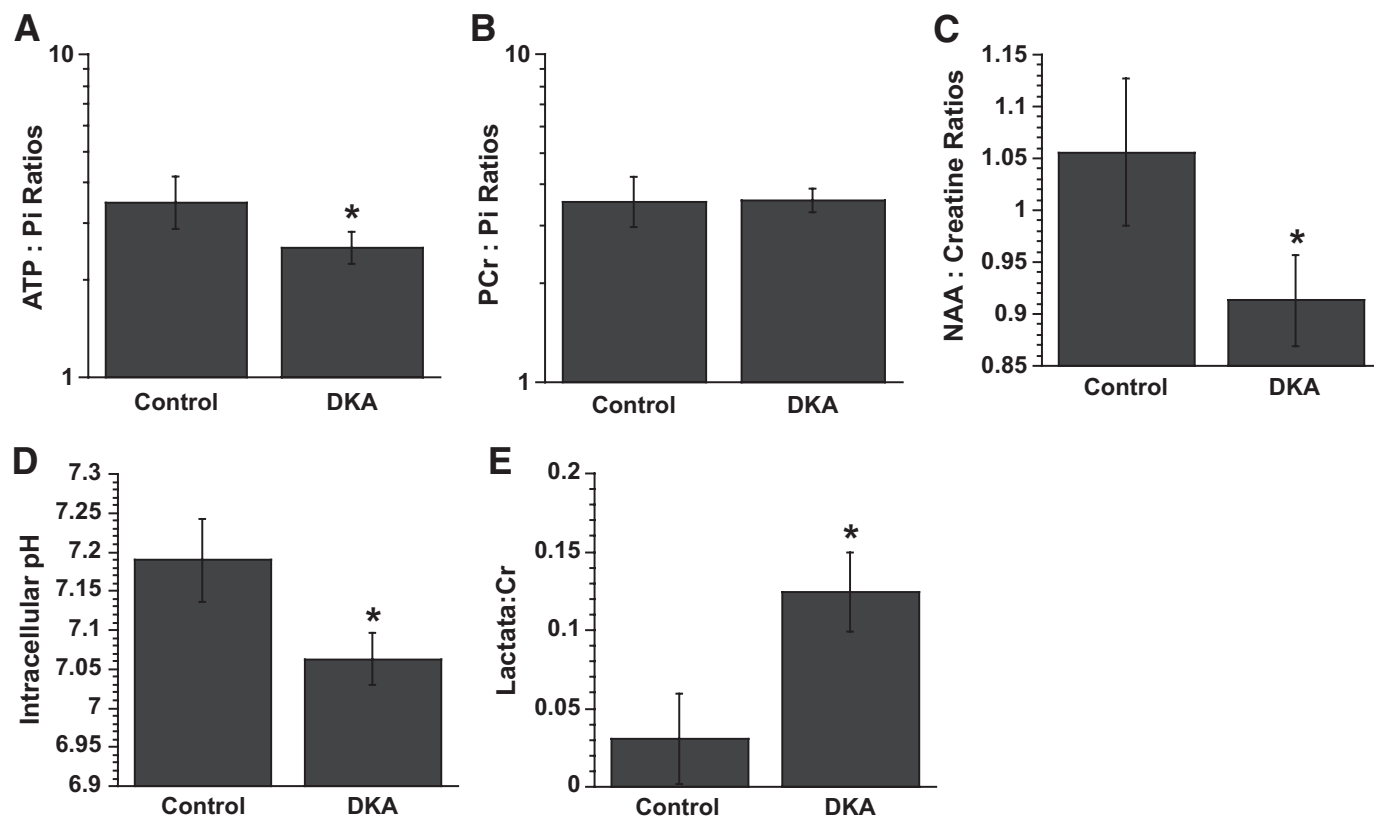 A
10
ATP : Pi Ratios
*
1
Control DKA
B
10
PCr : Pi Ratios
1
Control DKA
C
1.15
1.1
1.05
1
0.95
0.9
0.85
NAA : Creatine Ratios
*
Control DKA
D
7.3
7.25
7.2
7.15
7.1
7.05
7
6.95
6.9
Intracellular pH
*
Control DKA
E
0.2
0.15
0.1
0.05
0
Lactata:Cr
*
Control DKA